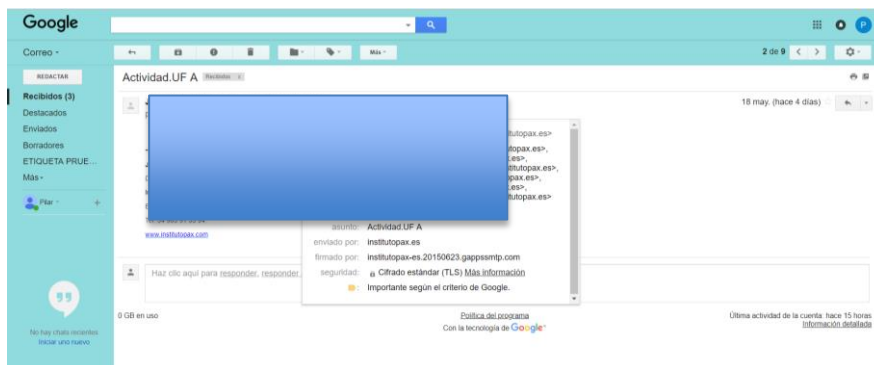 Google
P
Correo
Más
2 de 9
REDACTAR
Actividad.UF A Recibidos x
Recibidos (3)
18 may. (hace 4 días)
Destacados
Enviados
Borradores
ETIQUETA PRUE...
Más
Pilar
+
itutopax.es>
itopax.es>,
.es>,
stitutopax.es>,
opax.es>,
.es>,
tutopax.es>
www.institutopax.com
asunto: Actividad.UF A
enviado por: institutopax.es
firmado por: institutopax-es.20150623.gappssmtp.com
seguridad: Cifrado estándar (TLS) Más información
Importante según el criterio de Google.
Haz clic aquí para responder, responder
0 GB en uso
Política del programa
Con la tecnología de Google
Última actividad de la cuenta: hace 15 horas
Información detallada
No hay chats recientes
Iniciar uno nuevo